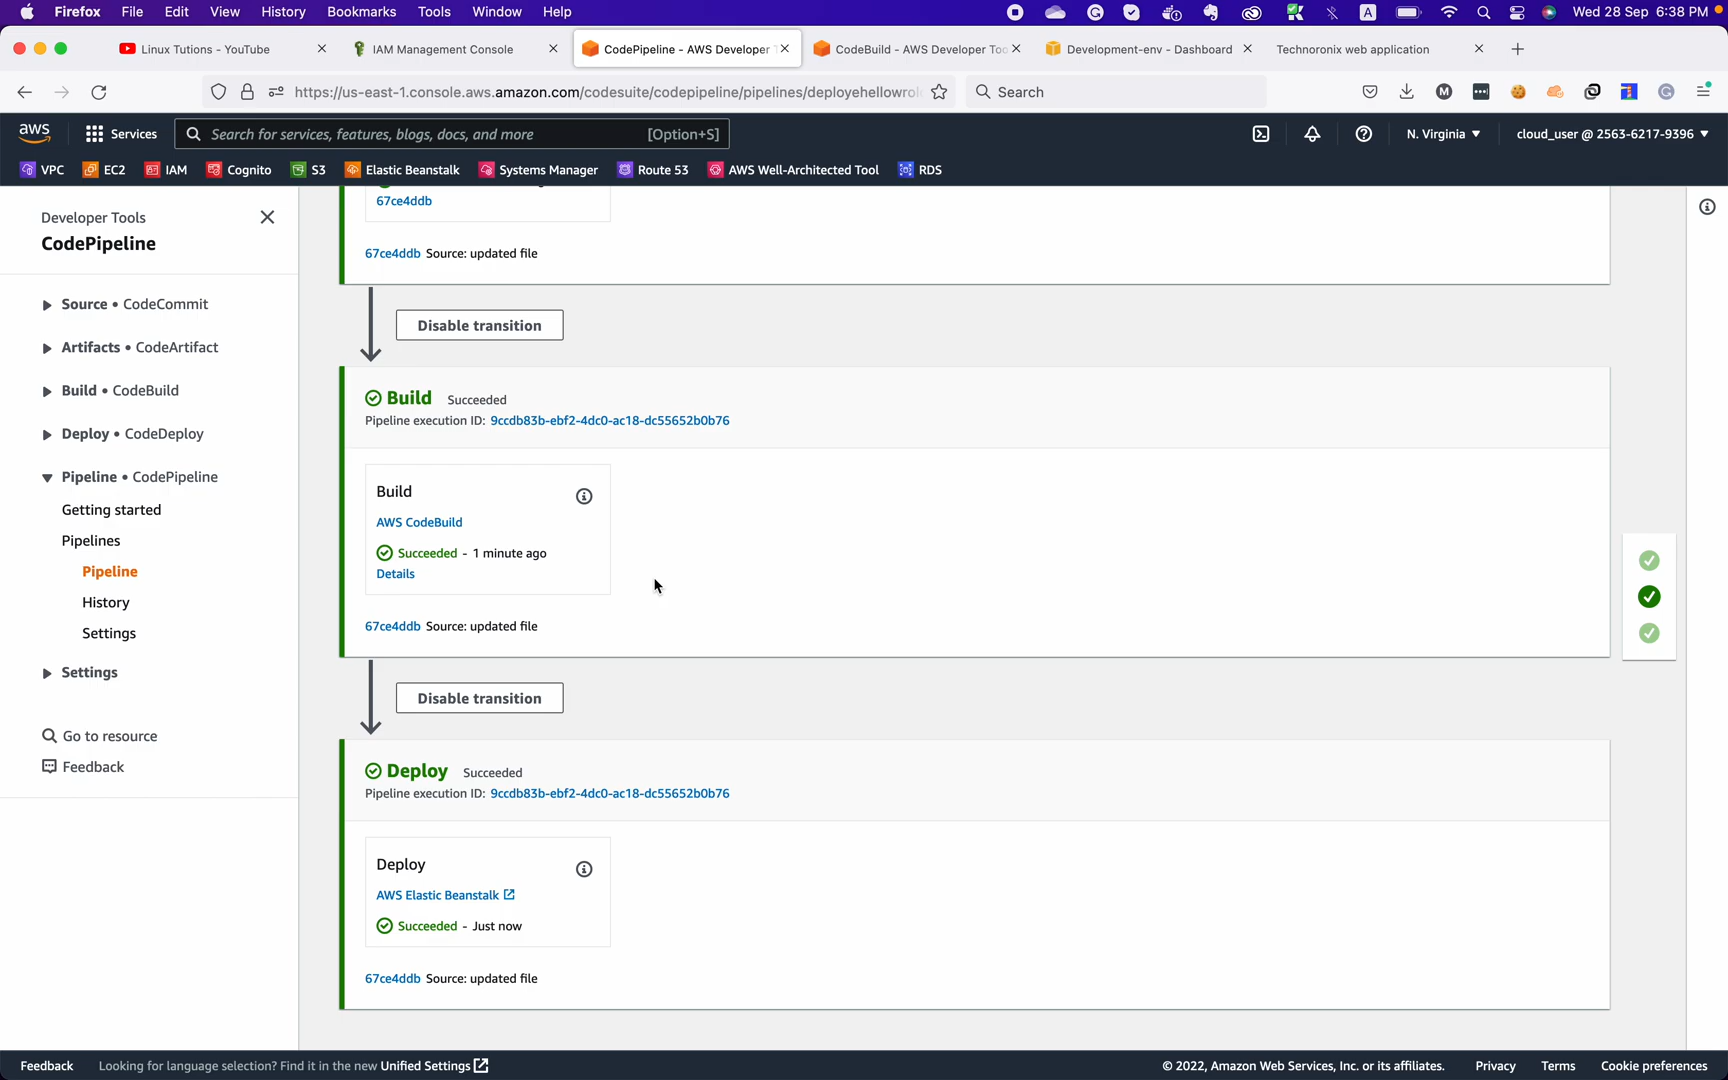 Firefox File Edit View History Bookmarks Tools Window Help A Wed 28 Sep 6:38 PM
Linux Tutions - YouTube IAM Management Console CodePipeline - AWS Developer CodeBuild - AWS Developer Too Development-env - Dashboard Technoronix web application
https://us-east-1.console.aws.amazon.com/codesuite/codepipeline/pipelines/deployehellowrol Search
aws Services Search for services, features, blogs, docs, and more [Option+S] N. Virginia cloud_user @ 2563-6217-9396
VPC EC2 IAM Cognito S3 Elastic Beanstalk Systems Manager Route 53 AWS Well-Architected Tool RDS
Developer Tools
CodePipeline
Source • CodeCommit
Artifacts • CodeArtifact
Build • CodeBuild
Deploy • CodeDeploy
Pipeline • CodePipeline
Getting started
Pipelines
Pipeline
History
Settings
Settings
Go to resource
Feedback
67ce4ddb
67ce4ddb Source: updated file
Disable transition
Build Succeeded
Pipeline execution ID: 9ccdb83b-ebf2-4dc0-ac18-dc55652b0b76
Build
AWS CodeBuild
Succeeded - 1 minute ago
Details
67ce4ddb Source: updated file
Disable transition
Deploy Succeeded
Pipeline execution ID: 9ccdb83b-ebf2-4dc0-ac18-dc55652b0b76
Deploy
AWS Elastic Beanstalk
Succeeded - Just now
67ce4ddb Source: updated file
Feedback Looking for language selection? Find it in the new Unified Settings © 2022, Amazon Web Services, Inc. or its affiliates. Privacy Terms Cookie preferences